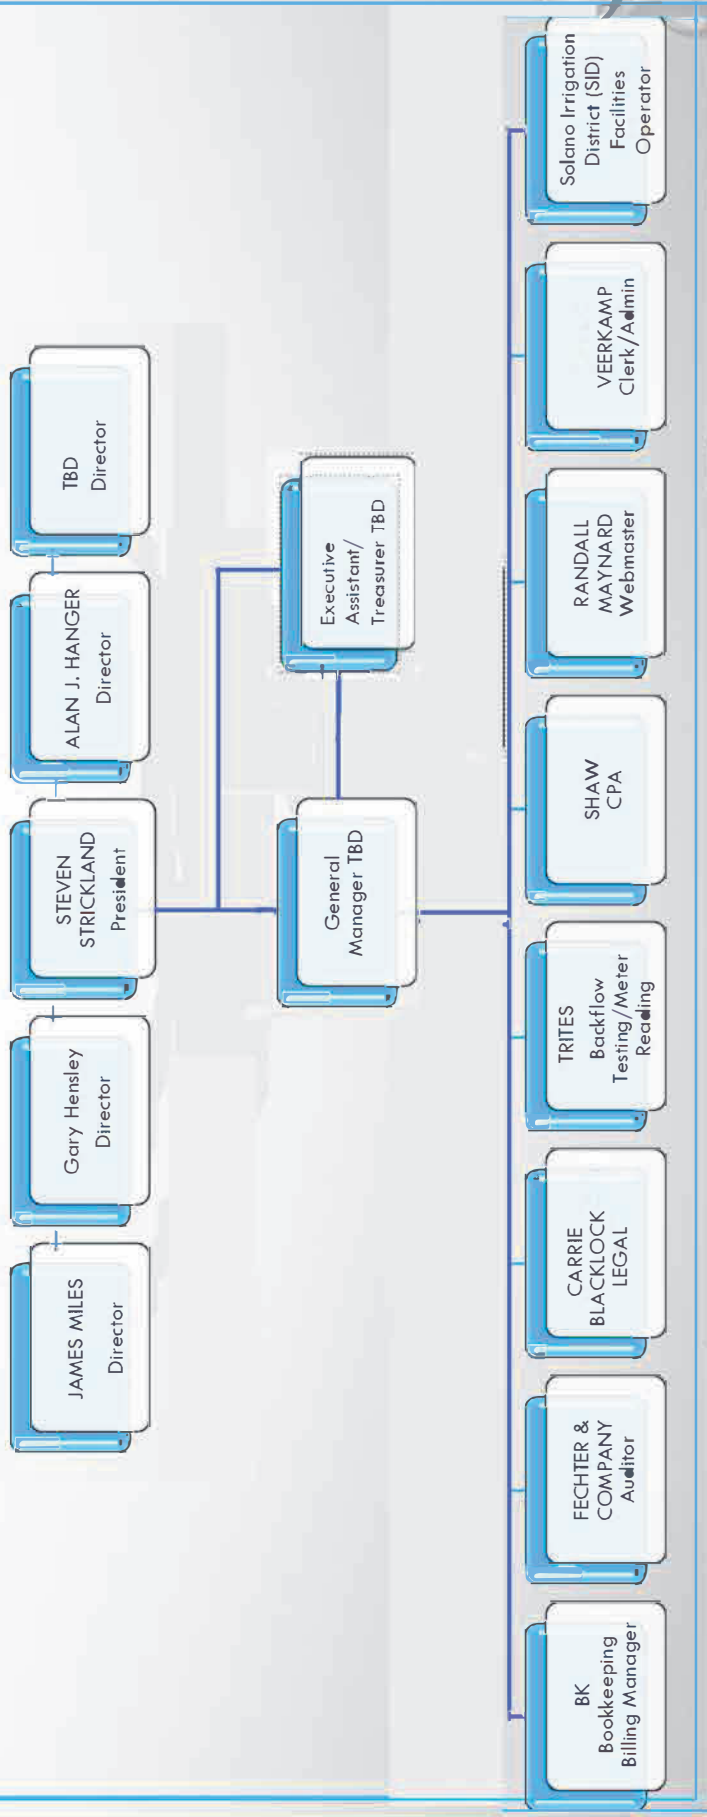 JAMES MILES
Director
Gary Hensley
Director
STEVEN
STRICKLAND
President
ALAN J. HANGER
Director
TBD
Director
General
Manager TBD
Executive
Assistant/
Treasurer TBD
BK
Bookkeeping
Billing Manager
FECHTER &
COMPANY
Auditor
CARRIE
BLACKLOCK
LEGAL
TRITES
Backflow
Testing/Meter
Reading
SHAW
CPA
RANDALL
MAYNARD
Webmaster
VEERKAMP
Clerk/Admin
Solano Irrigation
District (SID)
Facilities
Operator